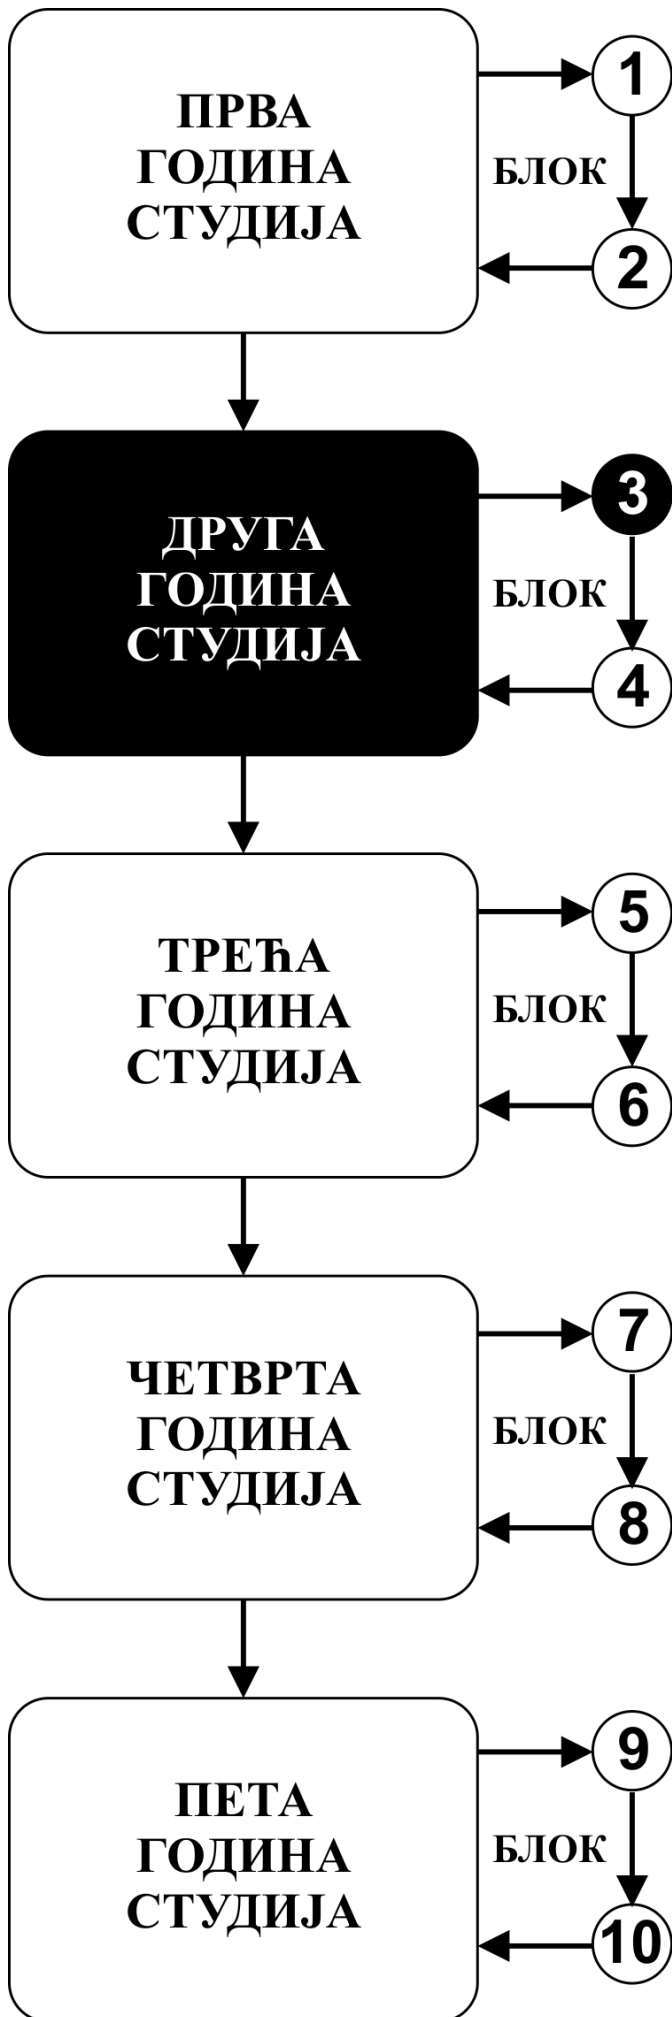 ПРВА
ГОДИНА
СТУДИЈА
1
БЛОК
2
ДРУГА
ГОДИНА
СТУДИЈА
3
БЛОК
4
ТРЕЋА
ГОДИНА
СТУДИЈА
5
БЛОК
6
ЧЕТВРТА
ГОДИНА
СТУДИЈА
7
БЛОК
8
ПЕТА
ГОДИНА
СТУДИЈА
9
БЛОК
10